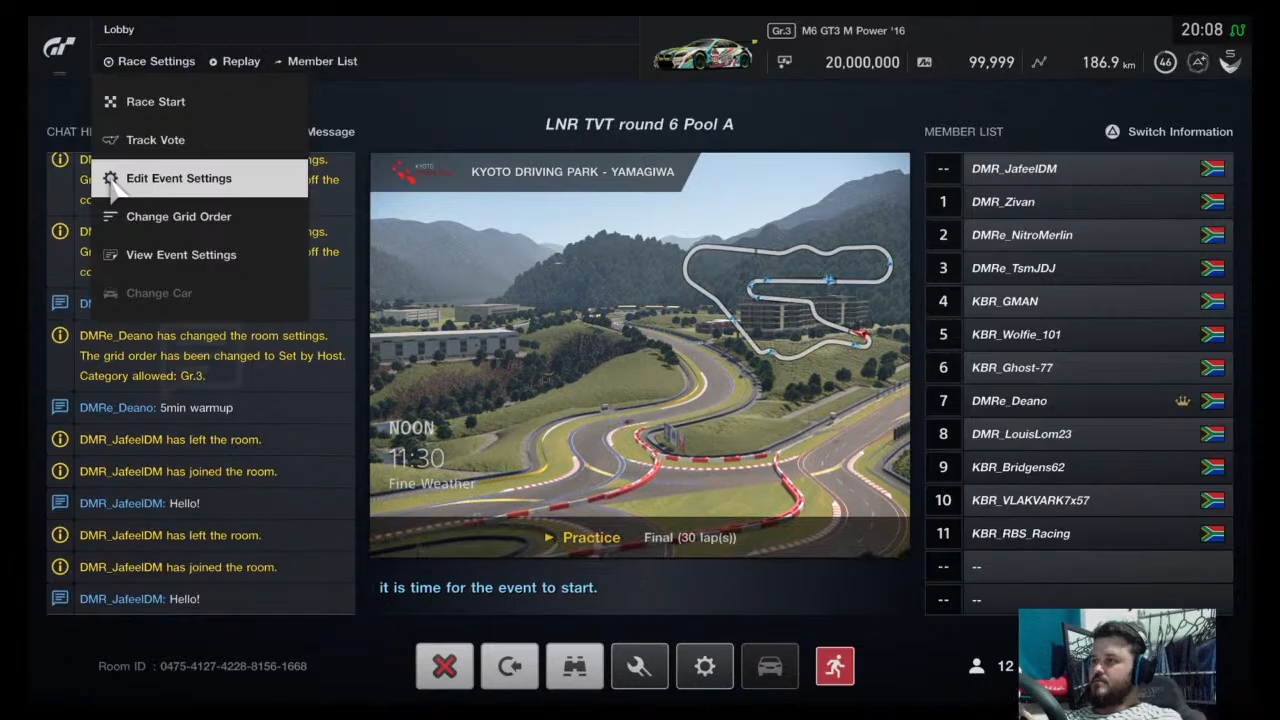 Lobby
Race Settings
Replay
Member List
Gr.3 M6 GT3 M Power '16
20:08
20,000,000
99,999
186.9 km
46
A+
S
Race Start
Track Vote
Edit Event Settings
Change Grid Order
View Event Settings
Change Car
CHAT HI
Message
ngs.
off the
ngs.
off the
DMRe_Deano has changed the room settings.
The grid order has been changed to Set by Host.
Category allowed: Gr.3.
DMRe_Deano: 5min warmup
DMR_JafeelDM has left the room.
DMR_JafeelDM has joined the room.
DMR_JafeelDM: Hello!
DMR_JafeelDM has left the room.
DMR_JafeelDM has joined the room.
DMR_JafeelDM: Hello!
LNR TVT round 6 Pool A
KYOTO DRIVING PARK - YAMAGIWA
NOON
11:30
Fine Weather
Practice Final (30 lap(s))
it is time for the event to start.
MEMBER LIST
Switch Information
-- DMR_JafeelDM
1 DMR_Zivan
2 DMRe_NitroMerlin
3 DMRe_TsmJDJ
4 KBR_GMAN
5 KBR_Wolfie_101
6 KBR_Ghost-77
7 DMRe_Deano
8 DMR_LouisLom23
9 KBR_Bridgens62
10 KBR_VLAKVARK7x57
11 KBR_RBS_Racing
-- --
-- --
Room ID : 0475-4127-4228-8156-1668
12